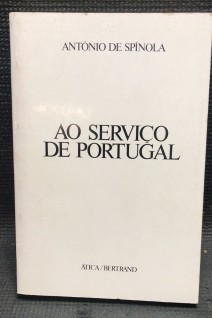 ANTÓNIO DE SPÍNOLA
AO SERVIÇO
DE PORTUGAL
ÁTICA/BERTRAND